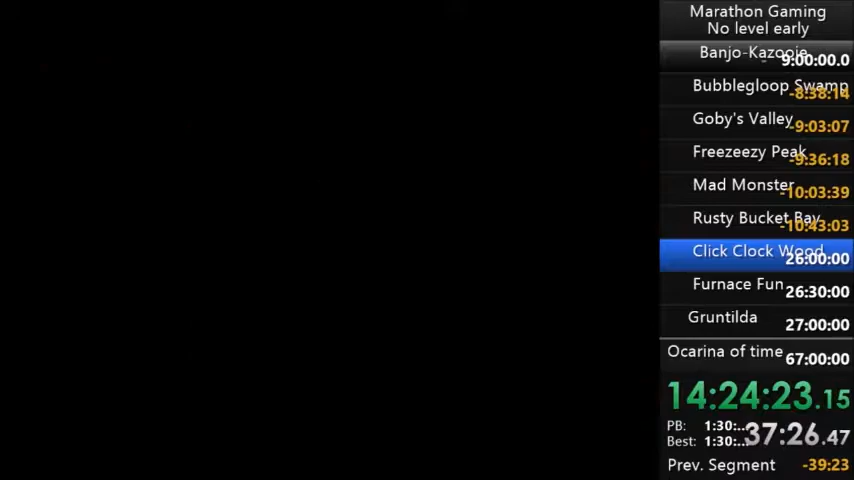 Marathon Gaming
No level early
Banjo-Kazooie - 9:00:00.0
Bubblegloop Swamp -8:38:14
Goby's Valley -9:03:07
Freezeezy Peak -9:36:18
Mad Monster -10:03:39
Rusty Bucket Bay -10:43:03
Click Clock Wood 26:00:00
Furnace Fun 26:30:00
Gruntilda 27:00:00
Ocarina of time 67:00:00
14:24:23.15
PB: 1:30:...
Best: 1:30:...
37:26.47
Prev. Segment -39:23